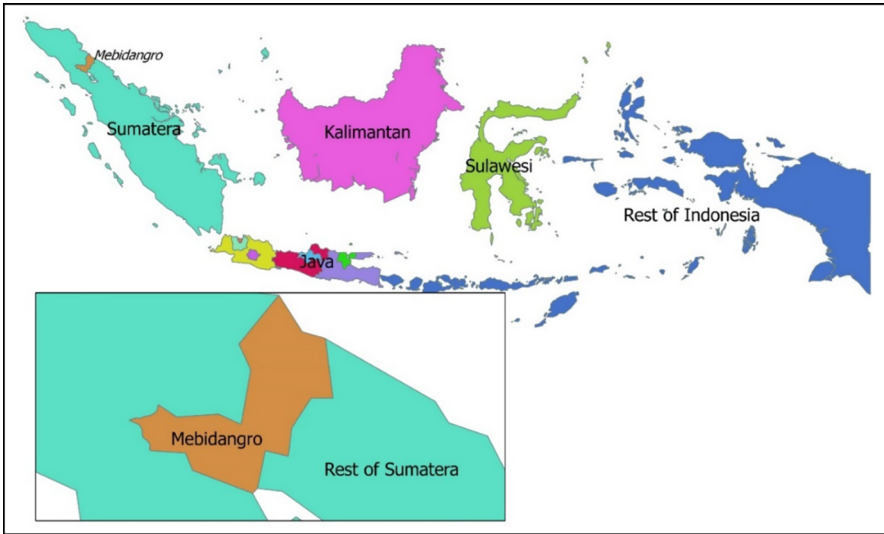 Mebidangro
Sumatera
Kalimantan
Sulawesi
Rest of Indonesia
Java
Mebidangro
Rest of Sumatera